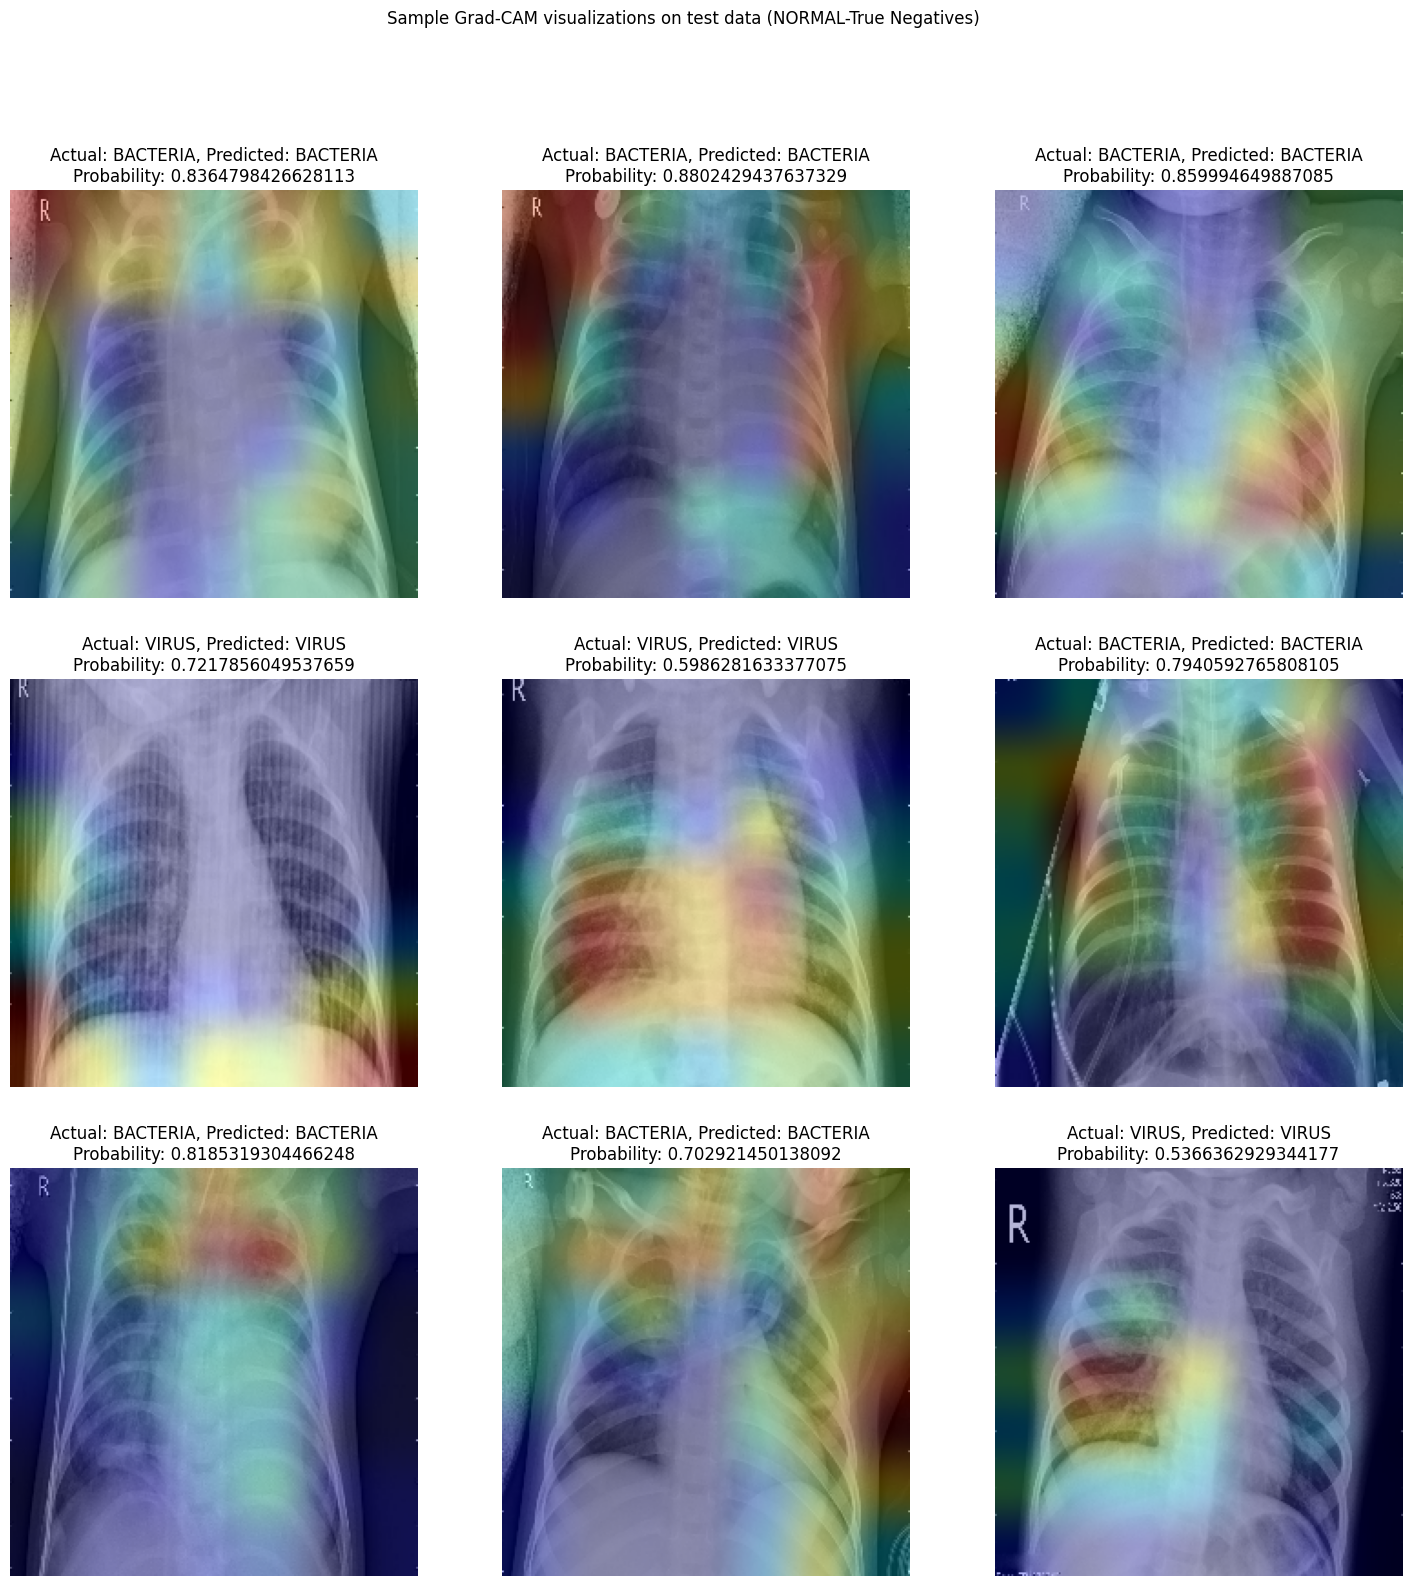 Sample Grad-CAM visualizations on test data (NORMAL-True Negatives)
Actual: BACTERIA, Predicted: BACTERIA
Probability: 0.8364798426628113
Actual: BACTERIA, Predicted: BACTERIA
Probability: 0.8802429437637329
Actual: BACTERIA, Predicted: BACTERIA
Probability: 0.859994649887085
R
R
R
Actual: VIRUS, Predicted: VIRUS
Probability: 0.7217856049537659
Actual: VIRUS, Predicted: VIRUS
Probability: 0.5986281633377075
Actual: BACTERIA, Predicted: BACTERIA
Probability: 0.7940592765808105
R
R
Actual: BACTERIA, Predicted: BACTERIA
Probability: 0.8185319304466248
Actual: BACTERIA, Predicted: BACTERIA
Probability: 0.702921450138092
Actual: VIRUS, Predicted: VIRUS
Probability: 0.5366362929344177
R
R
R